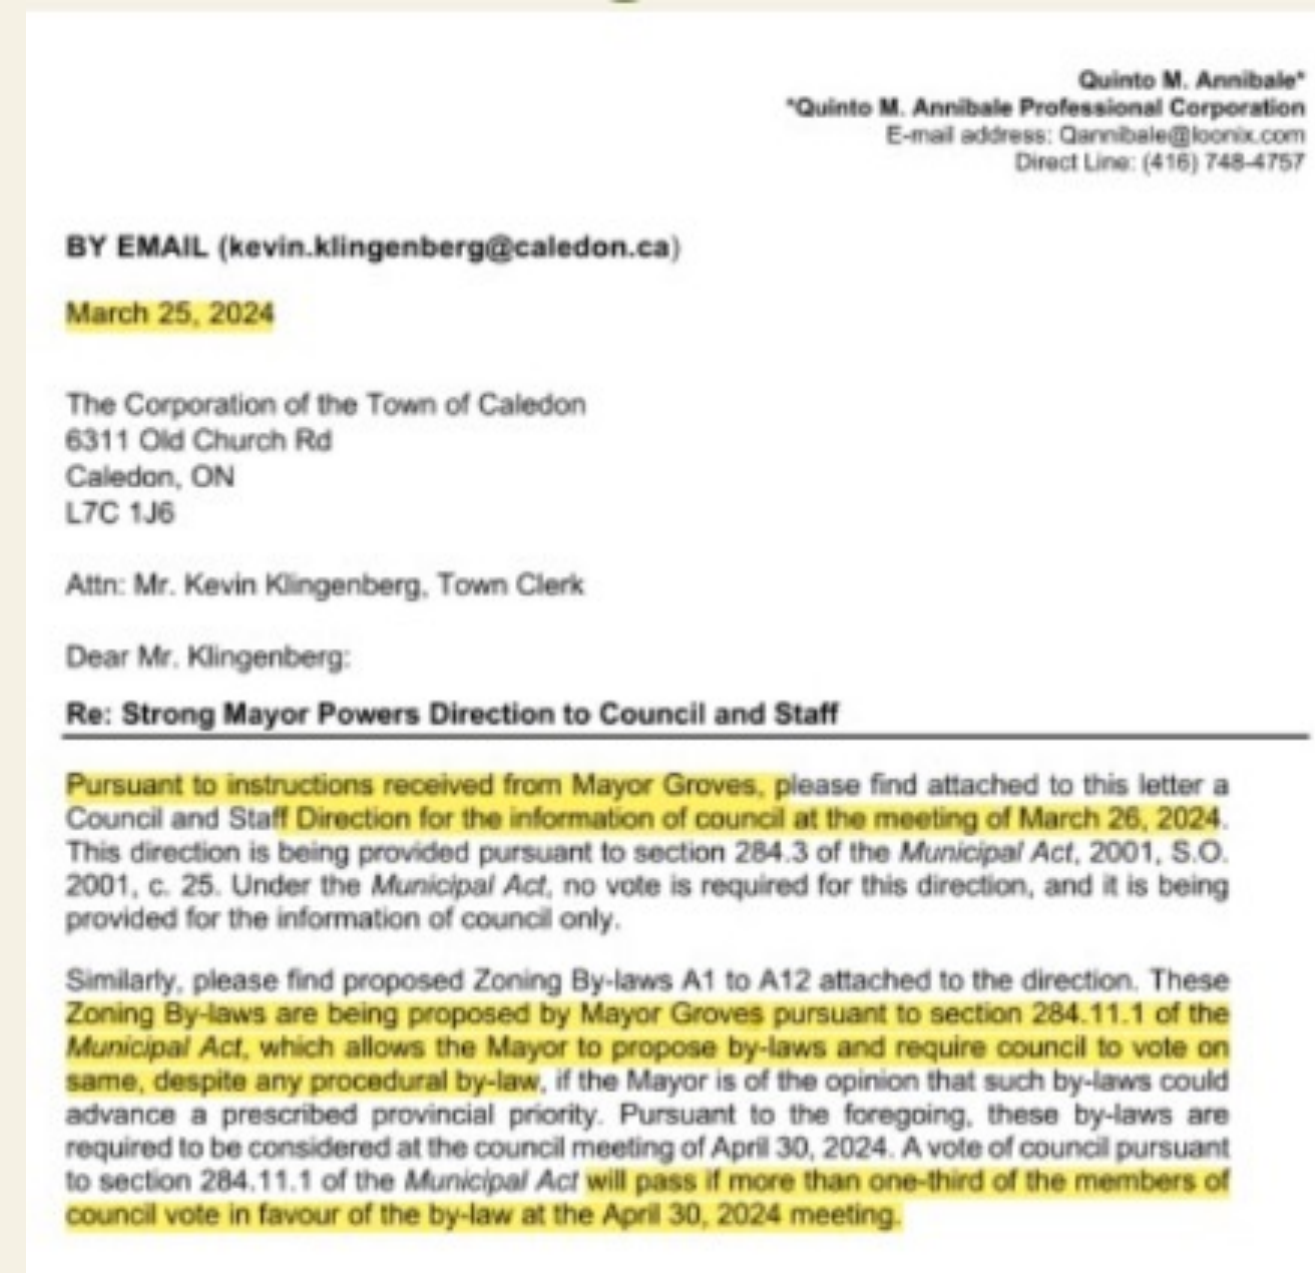 Quinto M. Annibale*
*Quinto M. Annibale Professional Corporation
E-mail address: Qannibale@loonix.com
Direct Line: (416) 748-4757
BY EMAIL (kevin.klingenberg@caledon.ca)
March 25, 2024
The Corporation of the Town of Caledon
6311 Old Church Rd
Caledon, ON
L7C 1J6
Attn: Mr. Kevin Klingenberg, Town Clerk
Dear Mr. Klingenberg:
Re: Strong Mayor Powers Direction to Council and Staff
Pursuant to instructions received from Mayor Groves, please find attached to this letter a
Council and Staff Direction for the information of council at the meeting of March 26, 2024.
This direction is being provided pursuant to section 284.3 of the Municipal Act, 2001, S.O.
2001, c. 25. Under the Municipal Act, no vote is required for this direction, and it is being
provided for the information of council only.
Similarly, please find proposed Zoning By-laws A1 to A12 attached to the direction. These
Zoning By-laws are being proposed by Mayor Groves pursuant to section 284.11.1 of the
Municipal Act, which allows the Mayor to propose by-laws and require council to vote on
same, despite any procedural by-law, if the Mayor is of the opinion that such by-laws could
advance a prescribed provincial priority. Pursuant to the foregoing, these by-laws are
required to be considered at the council meeting of April 30, 2024. A vote of council pursuant
to section 284.11.1 of the Municipal Act will pass if more than one-third of the members of
council vote in favour of the by-law at the April 30, 2024 meeting.